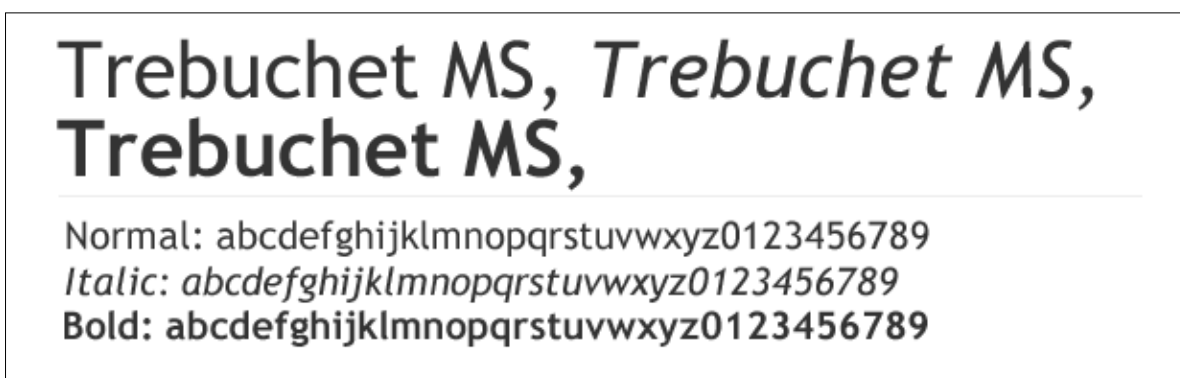 Trebuchet MS, Trebuchet MS,
Trebuchet MS,
Normal: abcdefghijklmnopqrstuvwxyz0123456789
Italic: abcdefghijklmnopqrstuvwxyz0123456789
Bold: abcdefghijklmnopqrstuvwxyz0123456789